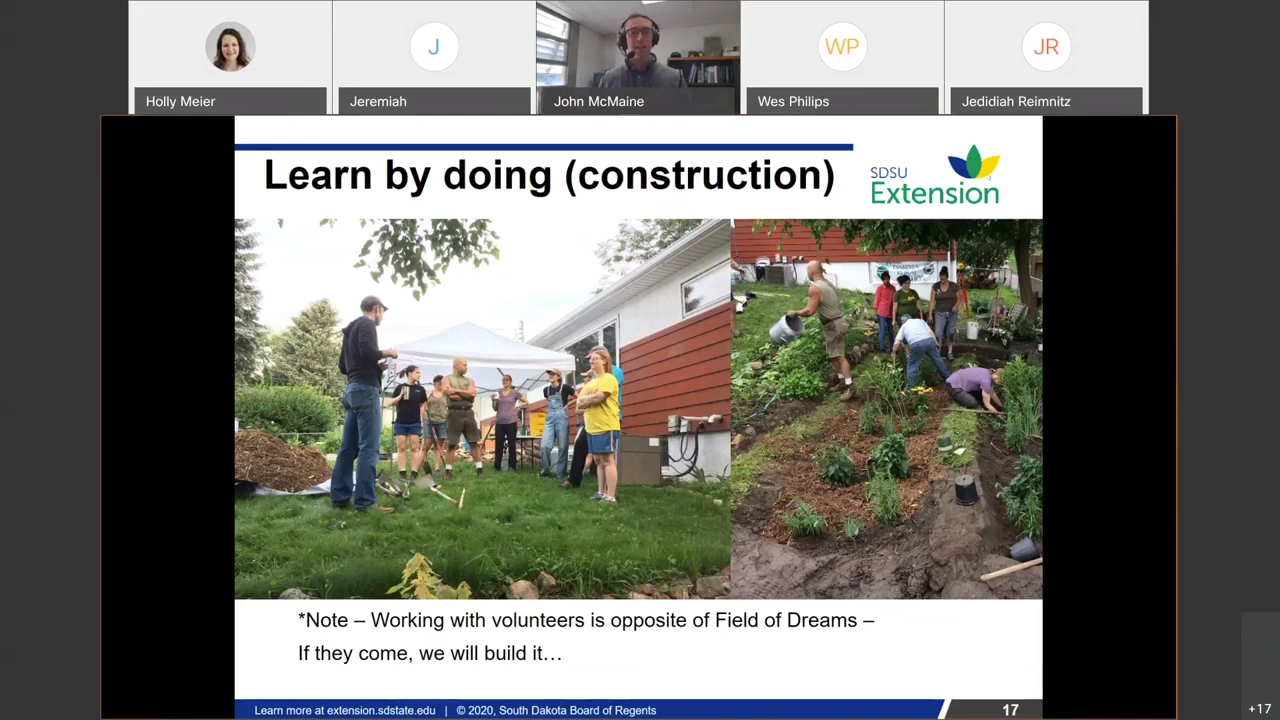 J
WP
JR
Holly Meier
Jeremiah
John McMaine
Wes Philips
Jedidiah Reimnitz
Learn by doing (construction)
SDSU
Extension
DAKOTA
*Note – Working with volunteers is opposite of Field of Dreams –
If they come, we will build it…
Learn more at extension.sdstate.edu | © 2020, South Dakota Board of Regents
17
+17